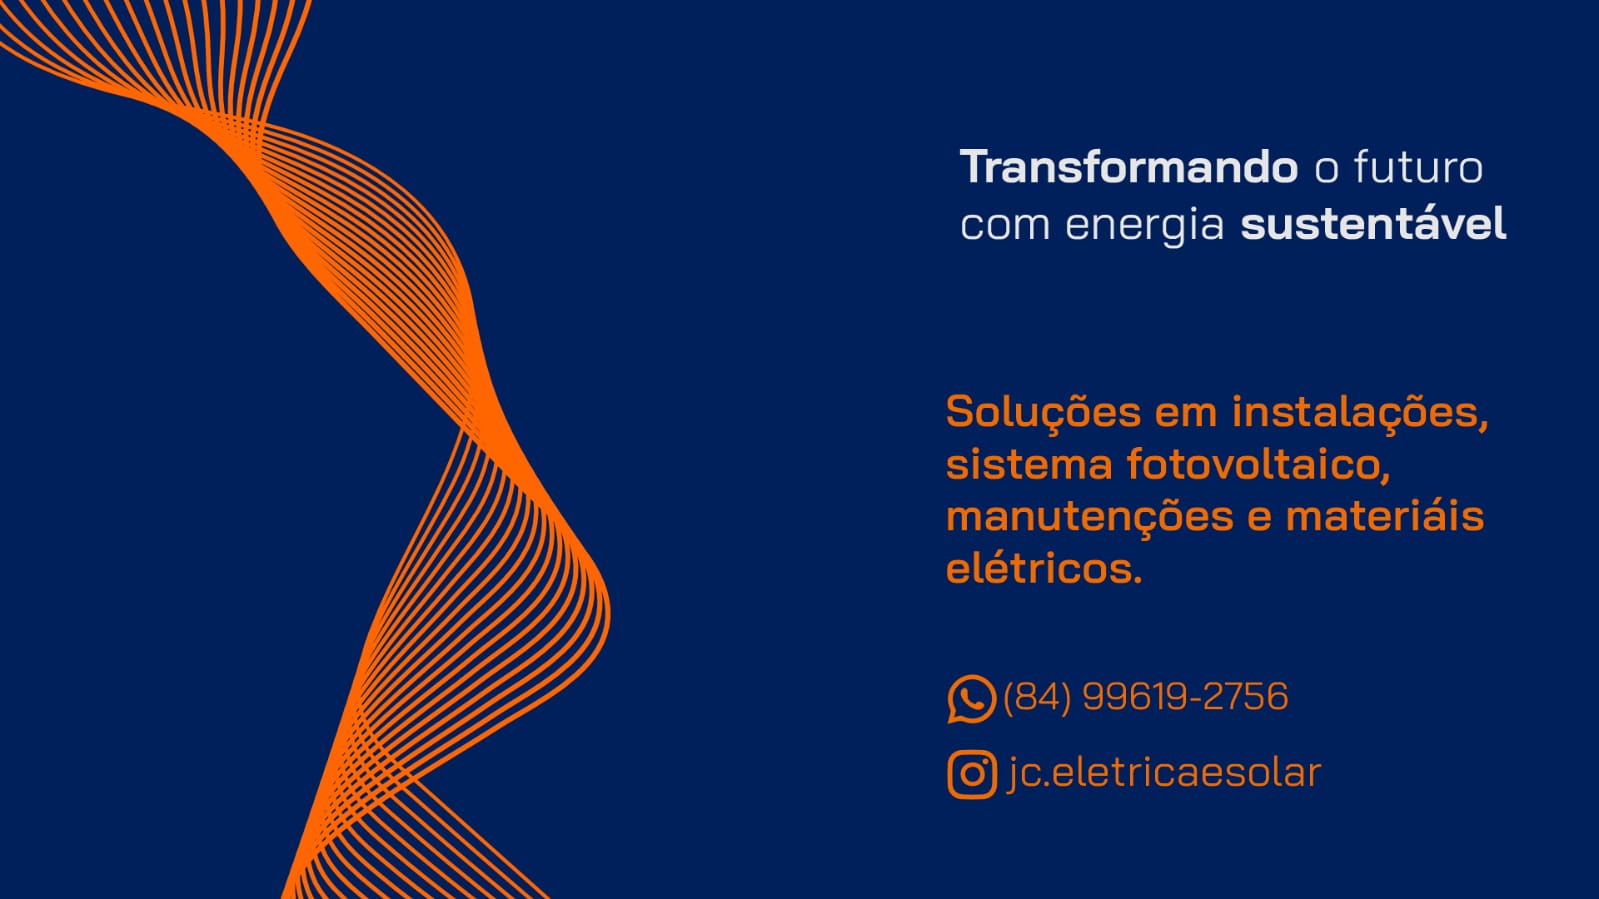 Transformando o futuro
com energia sustentável
Soluções em instalações,
sistema fotovoltaico,
manutenções e materiáis
elétricos.
(84) 99619-2756
jc.eletricaesolar